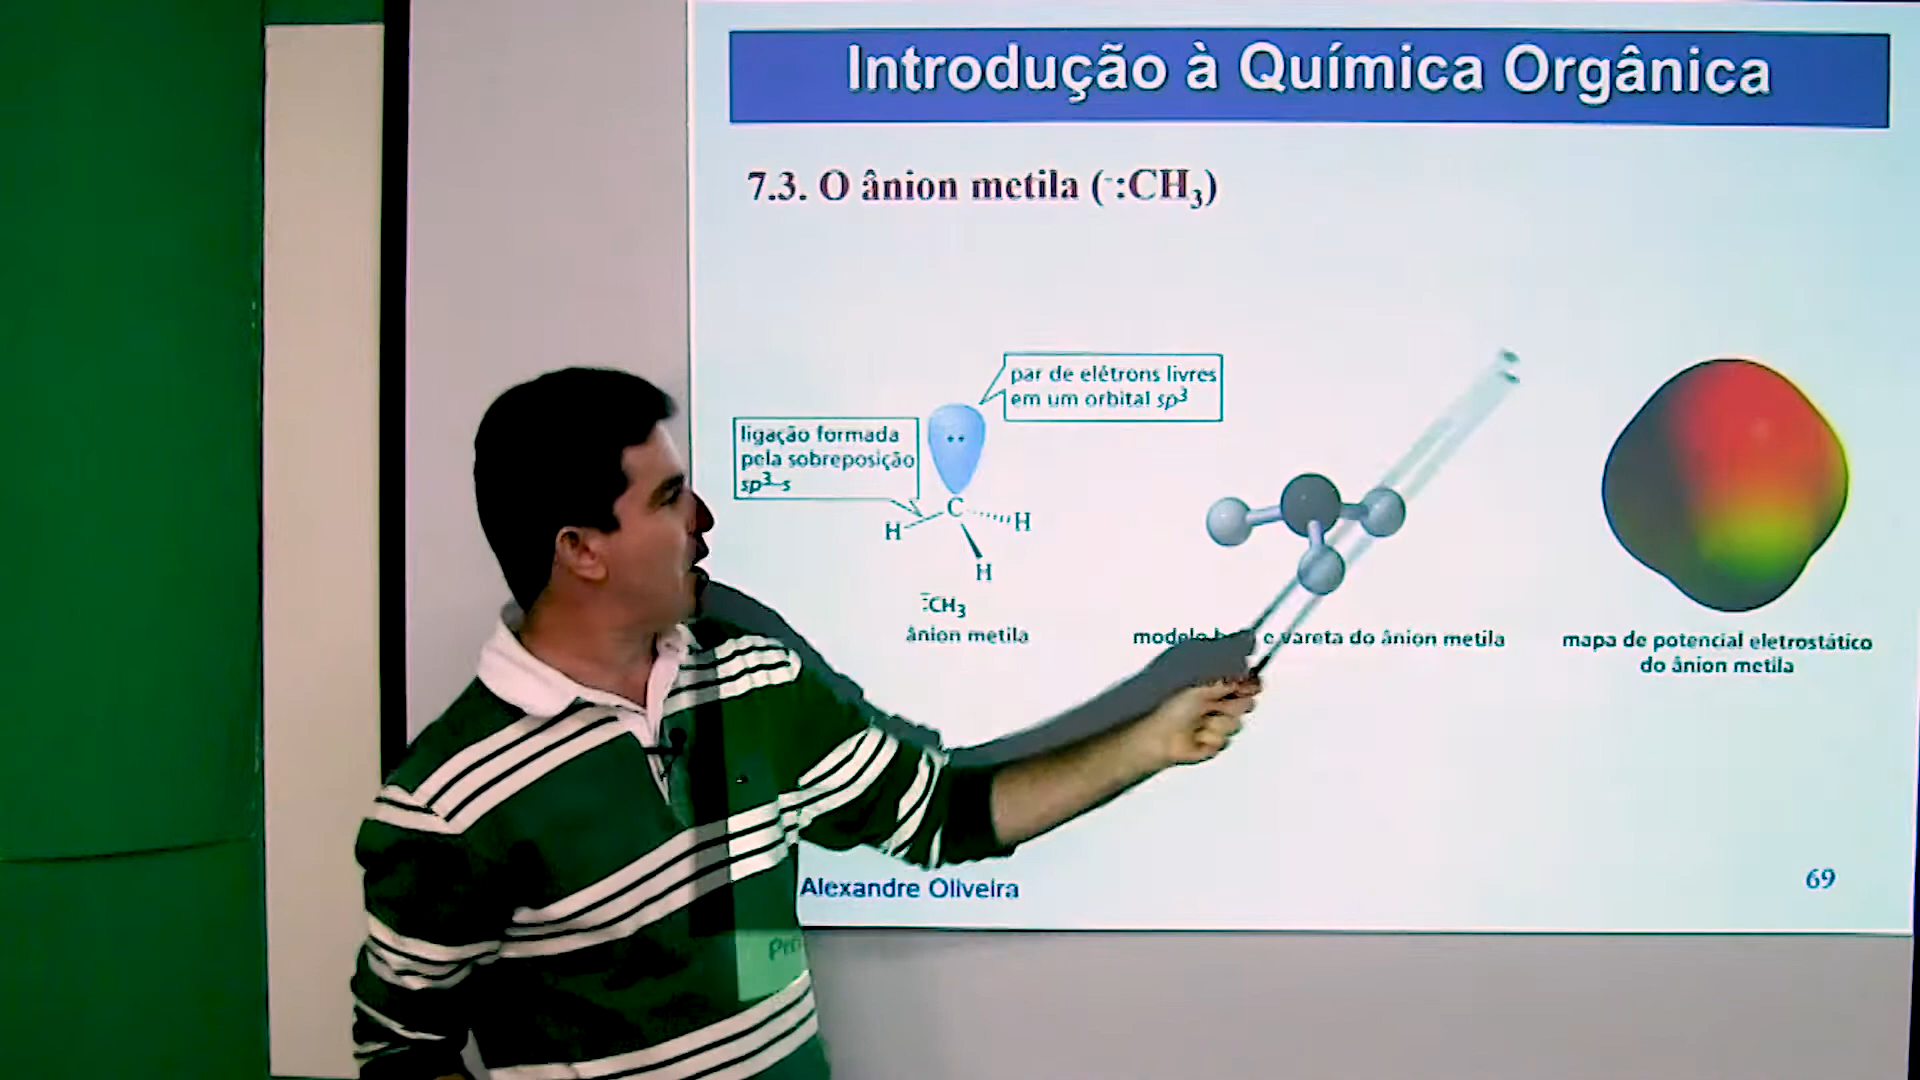 Introdução à Química Orgânica
7.3. O ânion metila (⁻:CH₃)
par de elétrons livres
em um orbital sp³
ligação formada
pela sobreposição
sp³–s
C
H
H
H
⁻:CH₃
ânion metila
vareta do ânion metila
mapa de potencial eletrostático
do ânion metila
Alexandre Oliveira
69